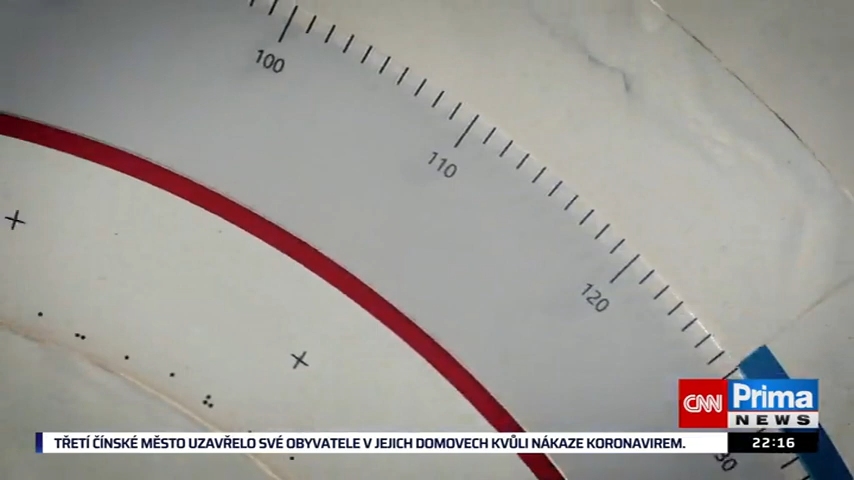 100
110
120
CNN Prima
NEWS
TŘETÍ ČÍNSKÉ MĚSTO UZAVŘELO SVÉ OBYVATELE V JEJICH DOMOVECH KVŮLI NÁKAZE KORONAVIREM.
22:16